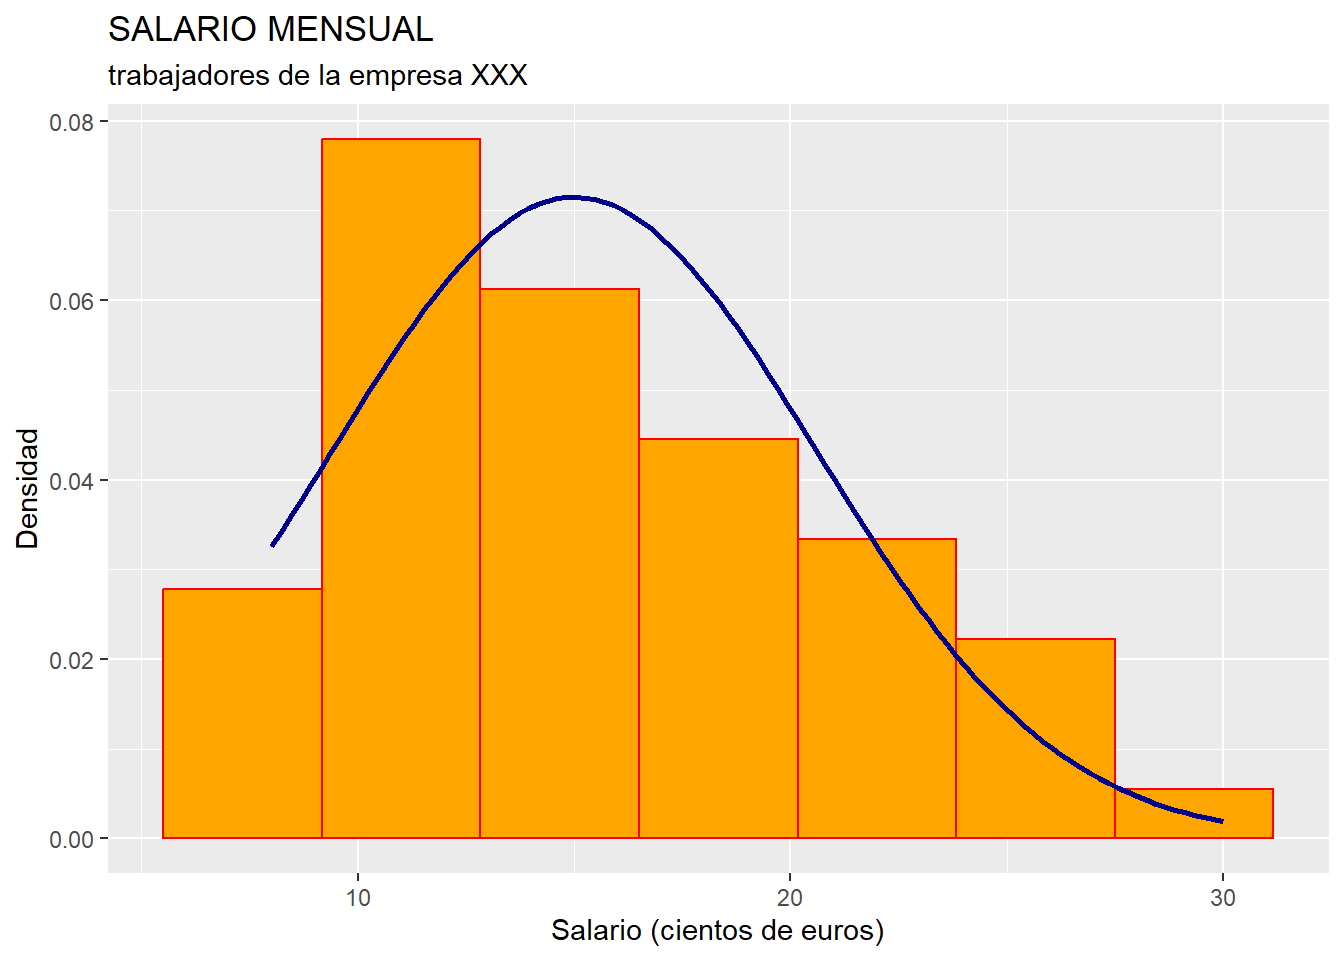 SALARIO MENSUAL
trabajadores de la empresa XXX
0.08
0.06
0.04
0.02
0.00
Densidad
10 20 30
Salario (cientos de euros)